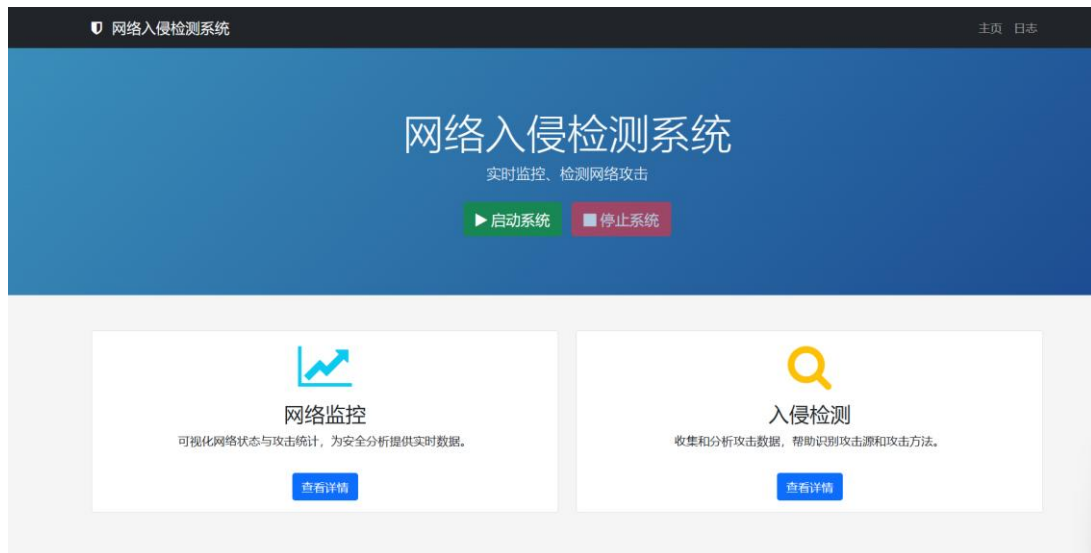 网络入侵检测系统
主页 日志
网络入侵检测系统
实时监控、检测网络攻击
启动系统 停止系统
网络监控
可视化网络状态与攻击统计，为安全分析提供实时数据。
查看详情
入侵检测
收集和分析攻击数据，帮助识别攻击源和攻击方法。
查看详情